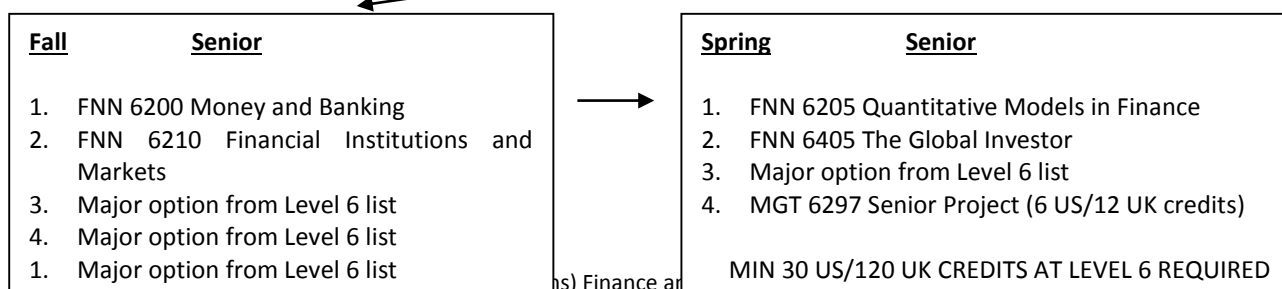 Fall Senior
1. FNN 6200 Money and Banking
2. FNN 6210 Financial Institutions and
Markets
3. Major option from Level 6 list
4. Major option from Level 6 list
1. Major option from Level 6 list
Spring Senior
1. FNN 6205 Quantitative Models in Finance
2. FNN 6405 The Global Investor
3. Major option from Level 6 list
4. MGT 6297 Senior Project (6 US/12 UK credits)
MIN 30 US/120 UK CREDITS AT LEVEL 6 REQUIRED
Finance